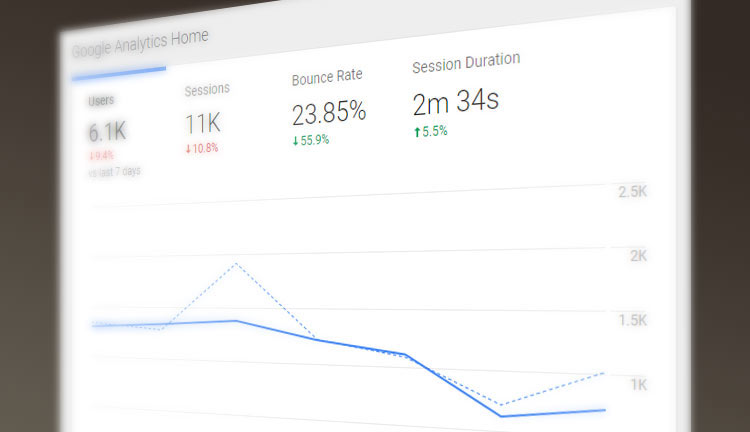 Google Analytics Home
Users
6.1K
↓9.4%
vs last 7 days
Sessions
11K
↓10.8%
Bounce Rate
23.85%
↓55.9%
Session Duration
2m 34s
↑5.5%
2.5K
2K
1.5K
1K